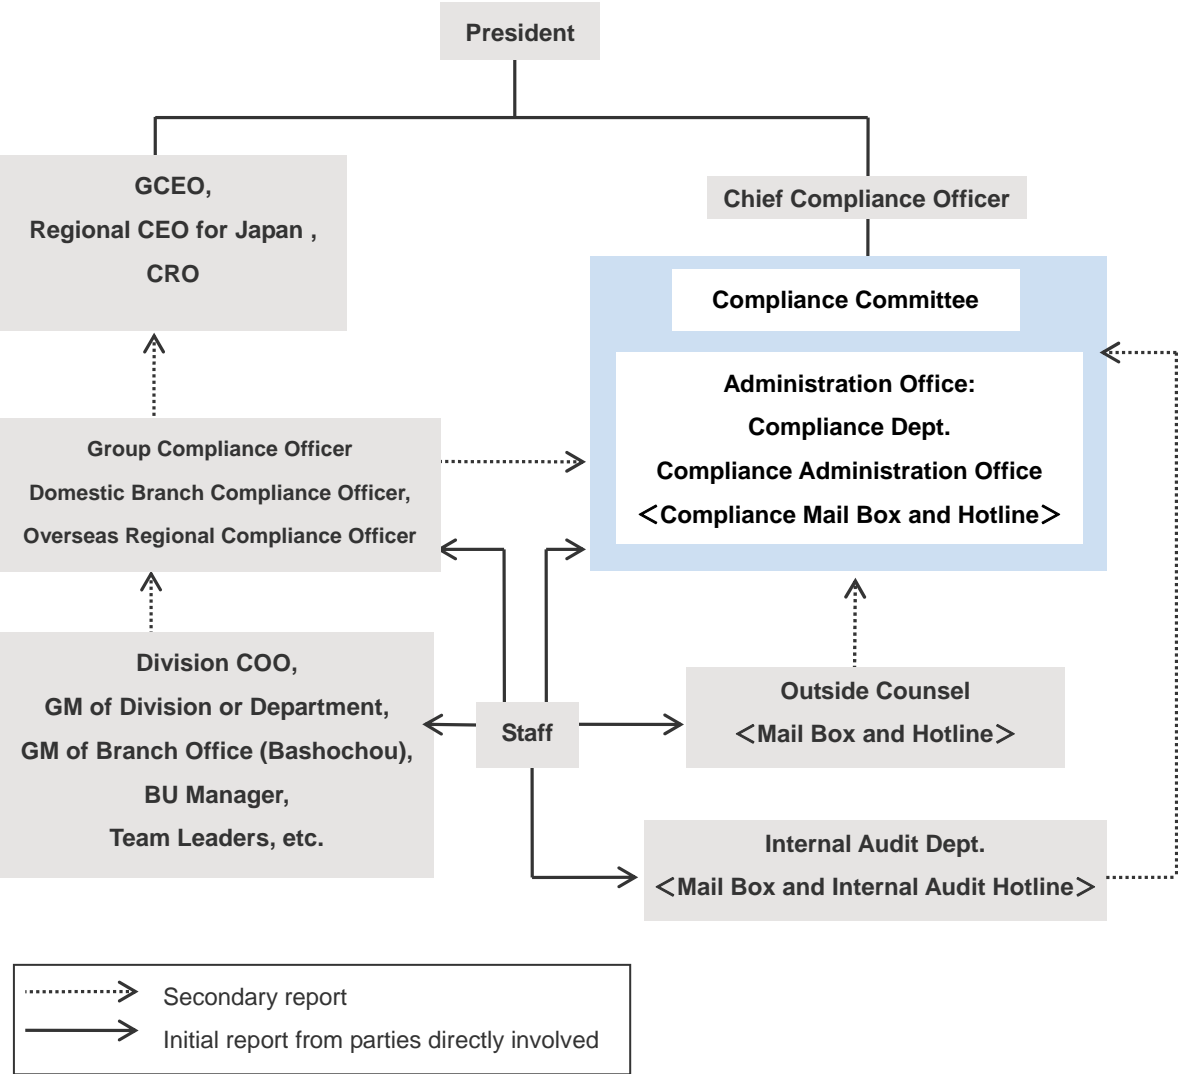 President
GCEO,
Regional CEO for Japan ,
CRO
Chief Compliance Officer
Compliance Committee
Administration Office:
Compliance Dept.
Compliance Administration Office
＜Compliance Mail Box and Hotline＞
Group Compliance Officer
Domestic Branch Compliance Officer,
Overseas Regional Compliance Officer
Division COO,
GM of Division or Department,
GM of Branch Office (Bashochou),
BU Manager,
Team Leaders, etc.
Staff
Outside Counsel
＜Mail Box and Hotline＞
Internal Audit Dept.
＜Mail Box and Internal Audit Hotline＞
Secondary report
Initial report from parties directly involved